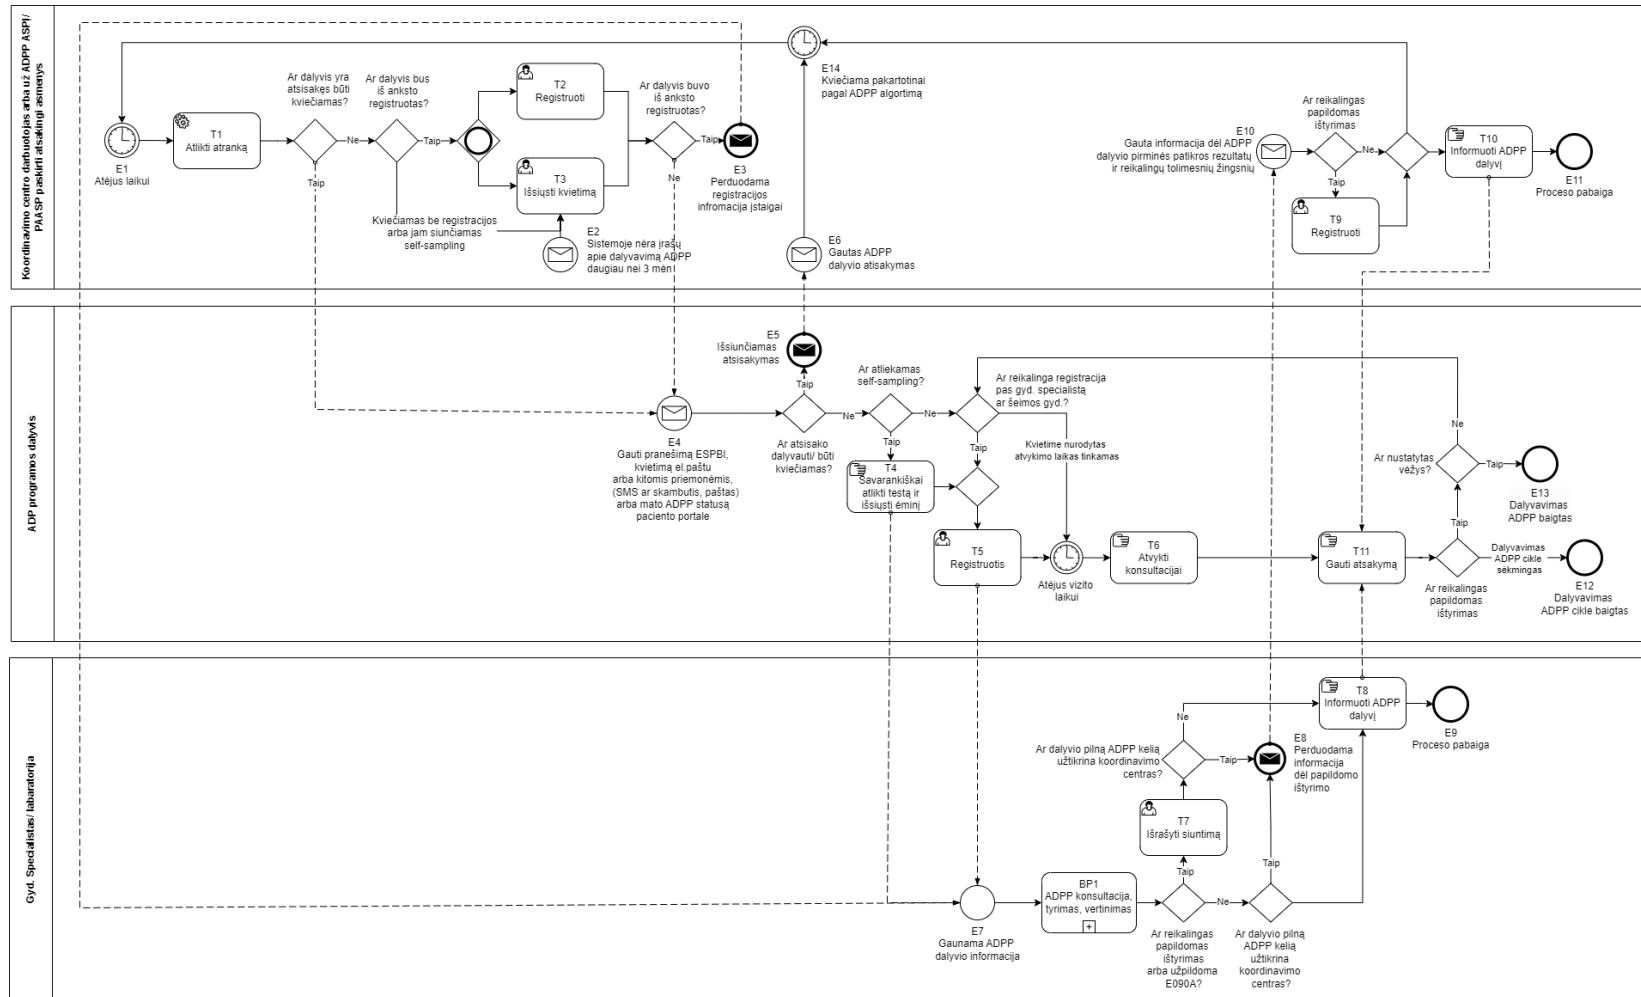 Koordinavimo centro darbuotojas arba už ADPP ASPĮ/
PAASP paskirti atsakingi asmenys
E1
Atėjus laikui
T1
Atlikti atranką
Ar dalyvis yra
atsisakęs būti
kviečiamas?
Ne
Taip
Ar dalyvis bus
iš anksto
registruotas?
Taip
Kviečiamas be registracijos
arba jam siunčiamas
self-sampling
T2
Registruoti
T3
Išsiųsti kvietimą
E2
Sistemoje nėra įrašų
apie dalyvavimą ADPP
daugiau nei 3 mėn
Ar dalyvis buvo
iš anksto
registruotas?
Taip
Ne
E3
Perduodama
registracijos
infromacija įstaigai
E14
Kviečiama pakartotinai
pagal ADPP algortimą
E6
Gautas ADPP
dalyvio atisakymas
E10
Gauta informacija dėl ADPP
dalyvio pirminės patikros rezultatų
ir reikalingų tolimesnių žingsnių
Ar reikalingas
papildomas
ištyrimas
Ne
Taip
T9
Registruoti
T10
Informuoti ADPP
dalyvį
E11
Proceso pabaiga
ADP programos dalyvis
E4
Gauti pranešimą ESPBI,
kvietimą el.paštu
arba kitomis priemonėmis,
(SMS ar skambutis, paštas)
arba mato ADPP statusą
paciento portale
E5
Išsiunčiamas
atsisakymas
Taip
Ne
Ar atsisako
dalyvauti/ būti
kviečiamas?
Ar atliekamas
self-sampling?
Ne
Taip
T4
Savarankiškai
atlikti testą ir
išsiųsti ėminį
Ar reikalinga registracija
pas gyd. specialistą
ar šeimos gyd.?
Taip
Kvietime nurodytas
atvykimo laikas tinkamas
T5
Registruotis
Atėjus vizito
laikui
T6
Atvykti
konsultacijai
T11
Gauti atsakymą
Ar reikalingas
papildomas
ištyrimas
Taip
Dalyvavimas
ADPP cikle
sėkmingas
E12
Dalyvavimas
ADPP cikle baigtas
Ar nustatytas
vėžys?
Ne
Taip
E13
Dalyvavimas
ADPP baigtas
Gyd. Specialistas/ labaratorija
E7
Gaunama ADPP
dalyvio informacija
BP1
ADPP konsultacija,
tyrimas, vertinimas
Ar reikalingas
papildomas
ištyrimas
arba užpildoma
E090A?
Taip
Ne
T7
Išrašyti siuntimą
Ar dalyvio pilną ADPP kelią
užtikrina koordinavimo
centras?
Ne
Taip
E8
Perduodama
informacija
dėl papildomo
ištyrimo
Taip
Ar dalyvio pilną
ADPP kelią
užtikrina
koordinavimo
centras?
T8
Informuoti ADPP
dalyvį
E9
Proceso pabaiga